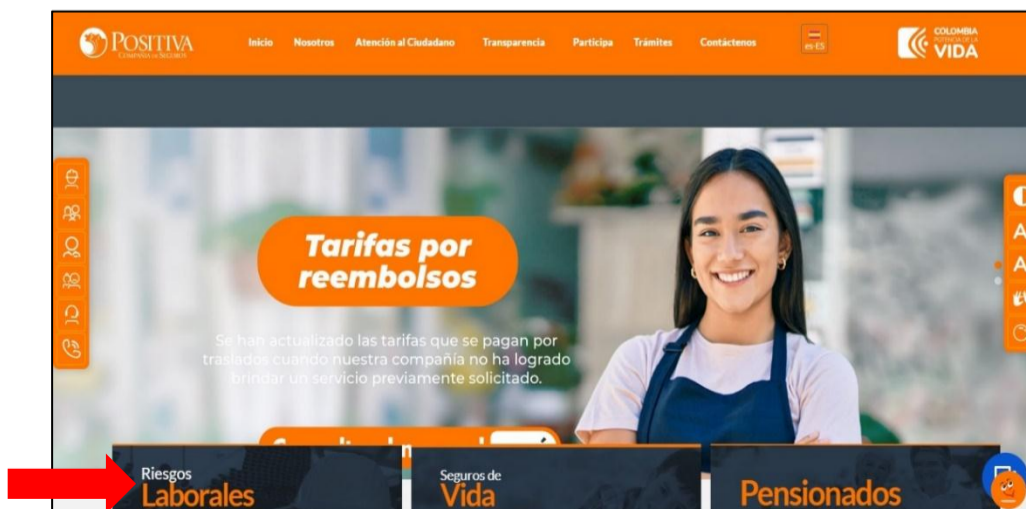 POSITIVA
COMPAÑÍA DE SEGUROS
Inicio Nosotros Atención al Ciudadano Transparencia Participa Trámites Contáctenos
es-ES
COLOMBIA
POTENCIA DE LA
VIDA
Tarifas por
reembolsos
Se han actualizado las tarifas que se pagan por
traslados cuando nuestra compañía no ha logrado
brindar un servicio previamente solicitado.
A
A
Riesgos
Laborales
Seguros de
Vida
Pensionados